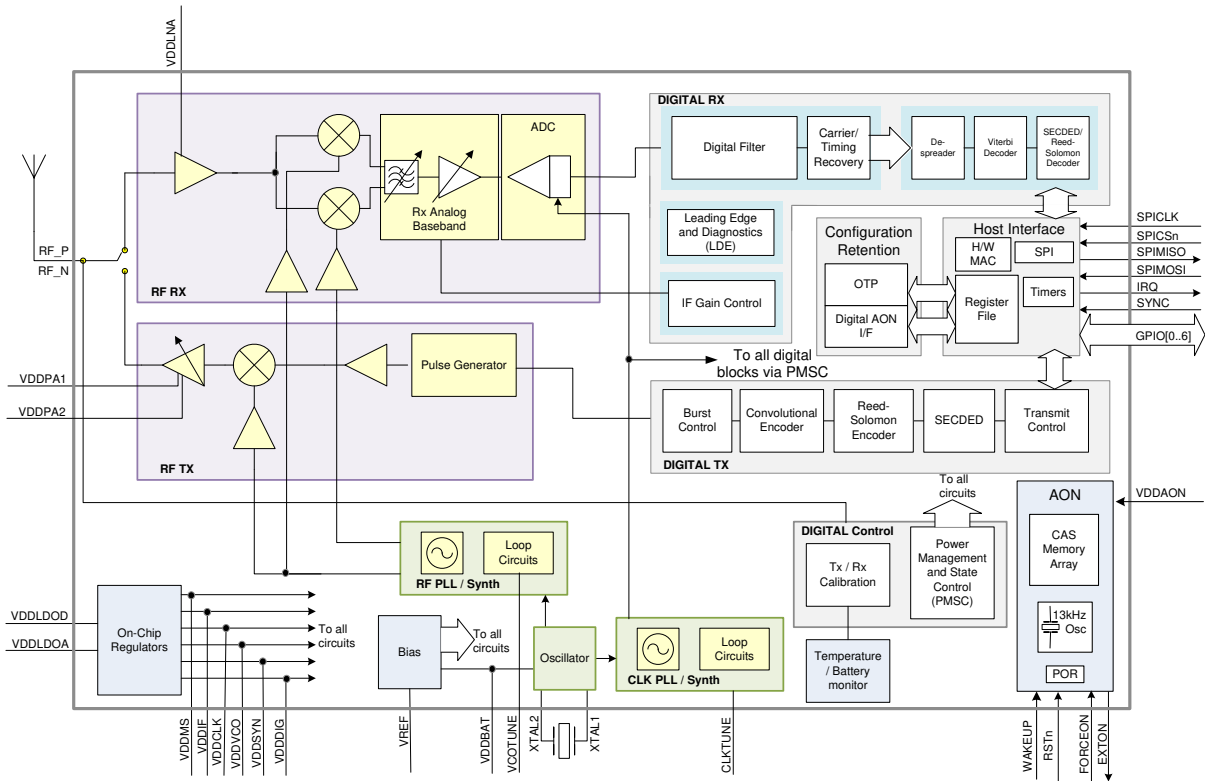 VDDLNA
DIGITAL RX
ADC
Digital Filter
Carrier/
Timing
Recovery
De-
spreader
Viterbi
Decoder
SECDED/
Reed-
Solomon
Decoder
Rx Analog
Baseband
RF RX
RF_P
RF_N
Leading Edge
and Diagnostics
(LDE)
IF Gain Control
Configuration
Retention
OTP
Digital AON
I/F
Host Interface
H/W
MAC
SPI
Register
File
Timers
SPICLK
SPICSn
SPIMISO
SPIMOSI
IRQ
SYNC
GPIO[0..6]
To all digital
blocks via PMSC
VDDPA1
VDDPA2
Pulse Generator
RF TX
Burst
Control
Convolutional
Encoder
Reed-
Solomon
Encoder
SECDED
Transmit
Control
DIGITAL TX
To all
circuits
DIGITAL Control
Tx / Rx
Calibration
Power
Management
and State
Control
(PMSC)
Temperature
/ Battery
monitor
AON
CAS
Memory
Array
13kHz
Osc
POR
VDDAON
Loop
Circuits
RF PLL / Synth
VDDLDOD
VDDLDOA
On-Chip
Regulators
To all
circuits
Bias
To all
circuits
Oscillator
Loop
Circuits
CLK PLL / Synth
VDDMS
VDDIF
VDDCLK
VDDVCO
VDDSYN
VDDDIG
VREF
VDDBAT
VCOTUNE
XTAL2
XTAL1
CLKTUNE
WAKEUP
RSTn
FORCEON
EXTON